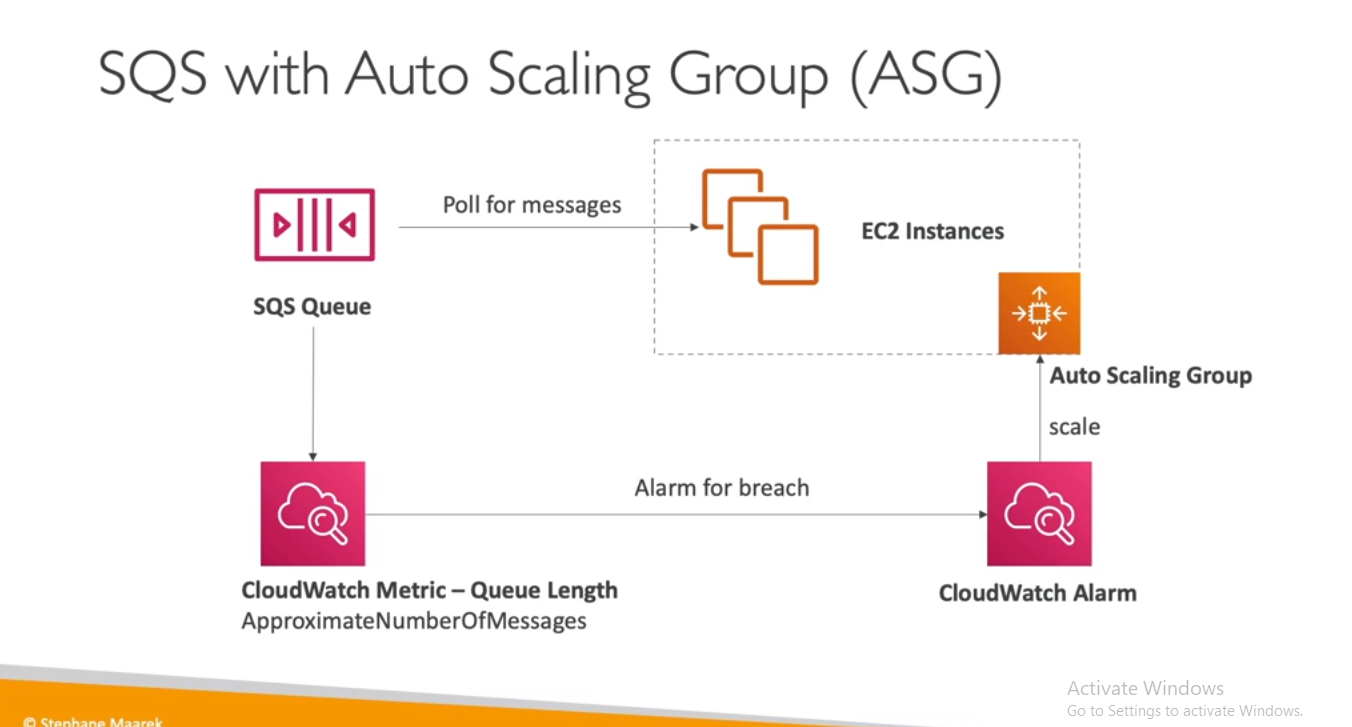 SQS with Auto Scaling Group (ASG)
Poll for messages
EC2 Instances
SQS Queue
Auto Scaling Group
scale
Alarm for breach
CloudWatch Metric – Queue Length
ApproximateNumberOfMessages
CloudWatch Alarm
Activate Windows
Go to Settings to activate Windows.
© Stephane Maarek